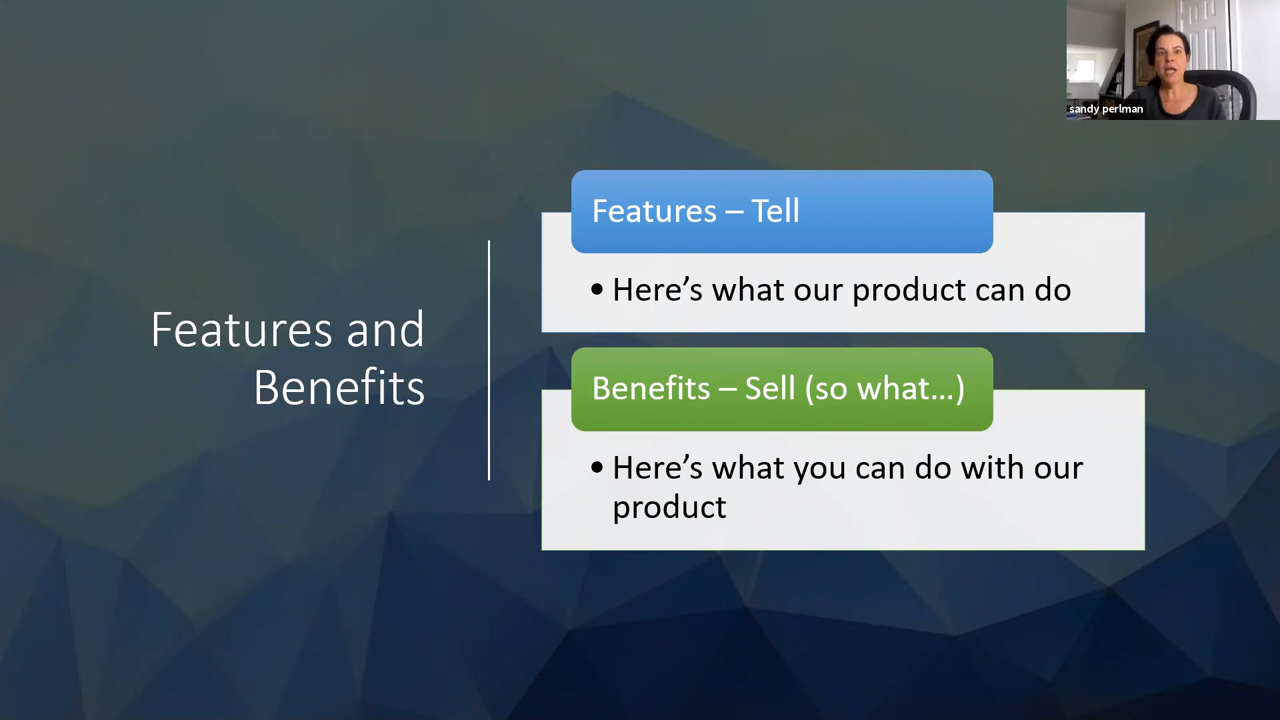 sandy perlman
Features and
Benefits
Features – Tell
• Here’s what our product can do
Benefits – Sell (so what…)
• Here’s what you can do with our
product